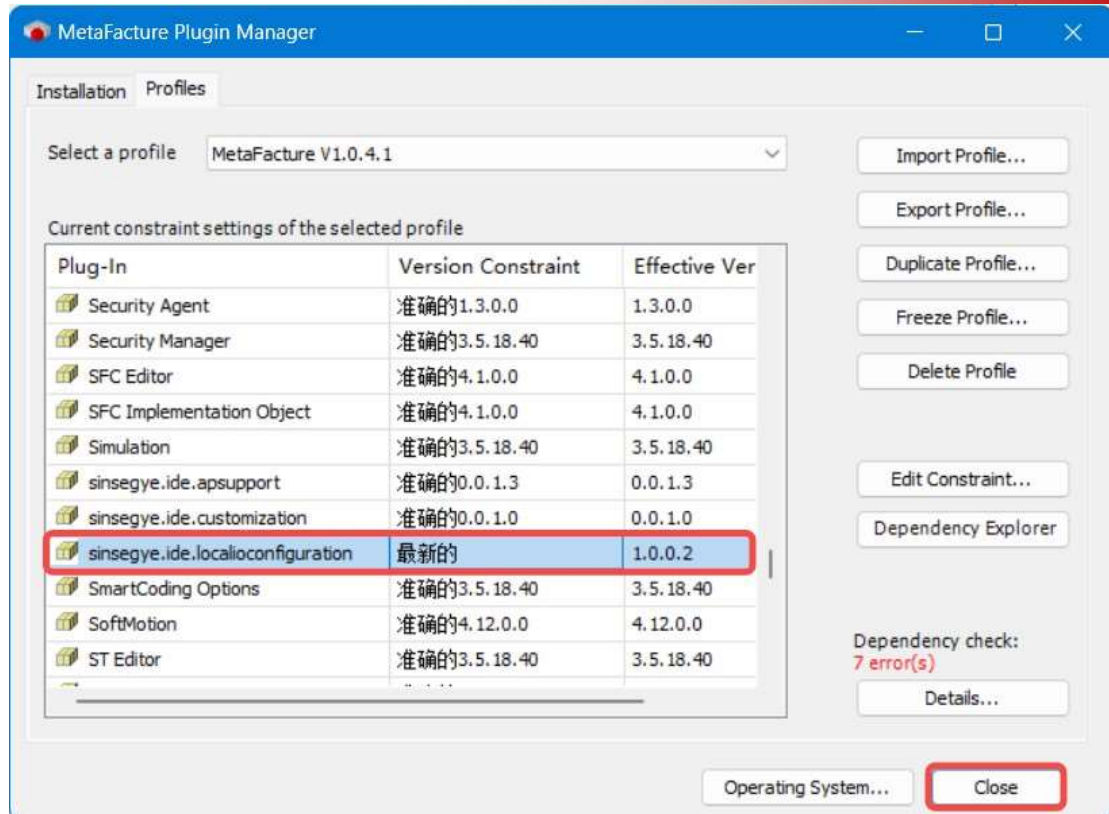 MetaFacture Plugin Manager
Installation Profiles
Select a profile MetaFacture V1.0.4.1
Import Profile...
Export Profile...
Current constraint settings of the selected profile
Plug-In Version Constraint Effective Ver
Duplicate Profile...
Security Agent 准确的1.3.0.0 1.3.0.0
Freeze Profile...
Security Manager 准确的3.5.18.40 3.5.18.40
SFC Editor 准确的4.1.0.0 4.1.0.0
Delete Profile
SFC Implementation Object 准确的4.1.0.0 4.1.0.0
Simulation 准确的3.5.18.40 3.5.18.40
sinsegye.ide.apsupport 准确的0.0.1.3 0.0.1.3
Edit Constraint...
sinsegye.ide.customization 准确的0.0.1.0 0.0.1.0
Dependency Explorer
sinsegye.ide.localioconfiguration 最新的 1.0.0.2
SmartCoding Options 准确的3.5.18.40 3.5.18.40
SoftMotion 准确的4.12.0.0 4.12.0.0
ST Editor 准确的3.5.18.40 3.5.18.40
Dependency check:
7 error(s)
Details...
Operating System... Close